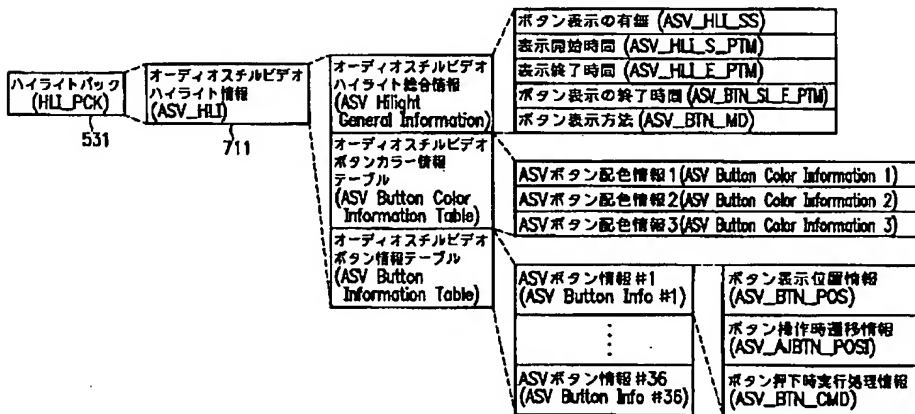 ハイライトパック
(HLI_PCK)
531
オーディオスチルビデオ
ハイライト情報
(ASV_HLI)
711
オーディオスチルビデオ
ハイライト総合情報
(ASV Hilight
General Information)
オーディオスチルビデオ
ボタンカラー情報
テーブル
(ASV Button Color
Information Table)
オーディオスチルビデオ
ボタン情報テーブル
(ASV Button
Information Table)
ボタン表示の有無 (ASV_HLI_SS)
表示開始時間 (ASV_HLI_S_PTM)
表示終了時間 (ASV_HLI_E_PTM)
ボタン表示の終了時間 (ASV_BTN_SL_E_PTM)
ボタン表示方法 (ASV_BTN_MD)
ASVボタン配色情報1 (ASV Button Color Information 1)
ASVボタン配色情報2 (ASV Button Color Information 2)
ASVボタン配色情報3 (ASV Button Color Information 3)
ASVボタン情報 #1
(ASV Button Info #1)
ASVボタン情報 #36
(ASV Button Info #36)
ボタン表示位置情報
(ASV_BTN_POS)
ボタン操作時遷移情報
(ASV_AJBTN_POSI)
ボタン押下時実行処理情報
(ASV_BTN_CMD)